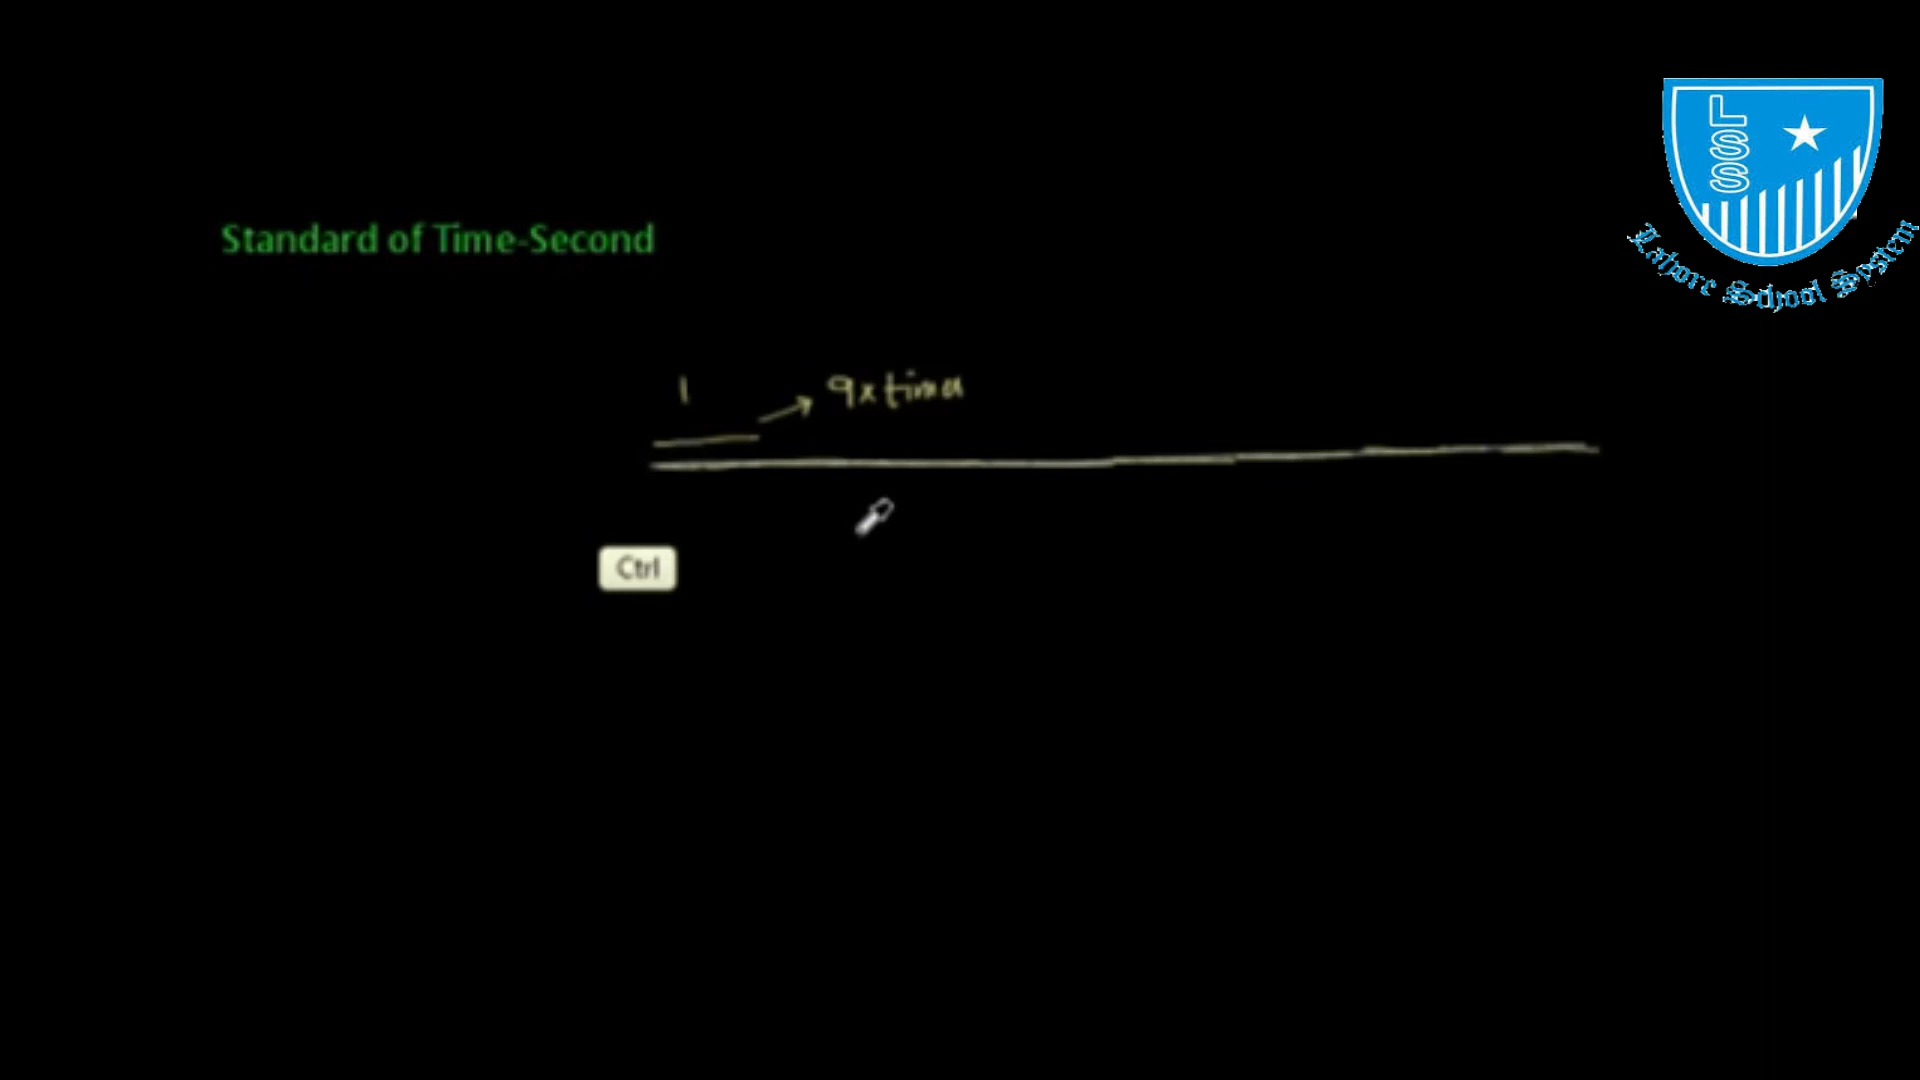 LSS
Lahore School System
Standard of Time-Second
1
9x time
Ctrl